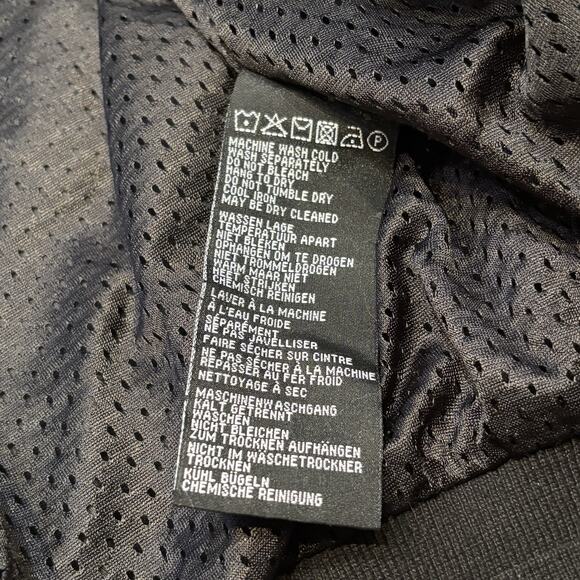 MACHINE WASH COLD
WASH SEPARATELY
DO NOT BLEACH
HANG TO DRY
DO NOT TUMBLE DRY
COOL IRON
MAY BE DRY CLEANED
WASSEN LAGE
TEMPERATUUR APART
NIET BLEKEN
OPHANGEN OM TE DROGEN
NIET TROMMELDROGEN
WARM MAAR NIET
HEET STRIJKEN
CHEMISCH REINIGEN
LAVER À LA MACHINE
À L'EAU FROIDE
SÉPARÉMENT
NE PAS JAVELLISER
FAIRE SÉCHER SUR CINTRE
NE PAS SÉCHER À LA MACHINE
REPASSER AU FER FROID
NETTOYAGE À SEC
MASCHINENWASCHGANG
KALT GETRENNT
WASCHEN
NICHT BLEICHEN
ZUM TROCKNEN AUFHÄNGEN
NICHT IM WASCHETROCKNER
TROCKNEN
KÜHL BÜGELN
CHEMISCHE REINIGUNG